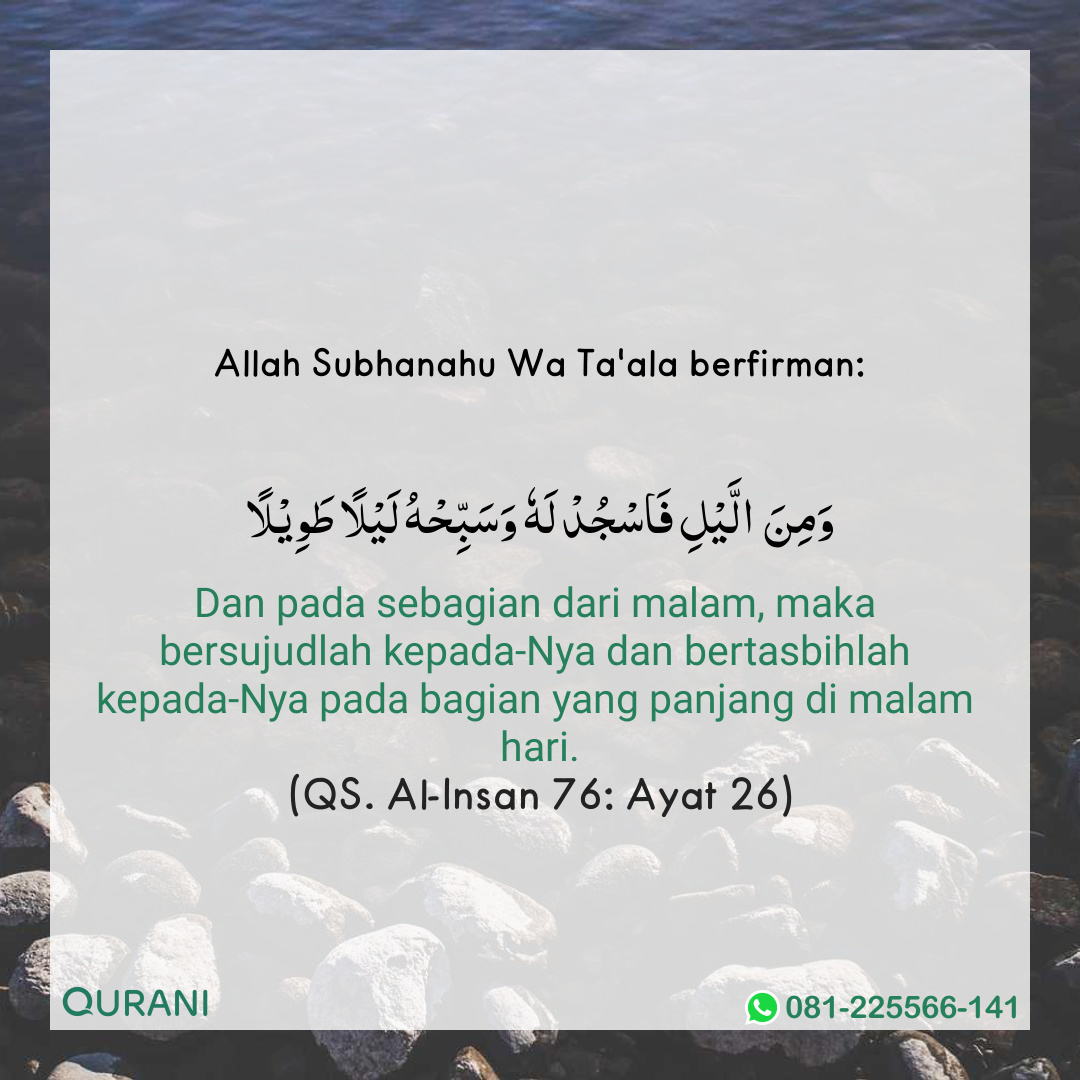 Allah Subhanahu Wa Ta'ala berfirman:
وَمِنَ الَّيْلِ فَا سْجُدْ لَهٗ وَسَبِّحْهُ لَيْلًا طَوِيْلًا
Dan pada sebagian dari malam, maka
bersujudlah kepada-Nya dan bertasbihlah
kepada-Nya pada bagian yang panjang di malam
hari.
(QS. Al-Insan 76: Ayat 26)
QURANI
081-225566-141